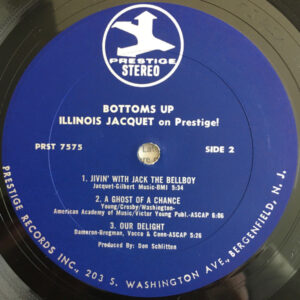 PRESTIGE
STEREO
BOTTOMS UP
ILLINOIS JACQUET on Prestige!
PRST 7575
SIDE 2
1. JIVIN' WITH JACK THE BELLBOY
Jacquet-Gilbert Music-BMI 5:34
2. A GHOST OF A CHANCE
Young/Crosby/Washington-
American Academy of Music/Victor Young Publ.-ASCAP 5:06
3. OUR DELIGHT
Dameron-Bregman, Vocco & Conn-ASCAP 5:26
Produced By: Don Schlitten
PRESTIGE RECORDS INC., 203 S. WASHINGTON AVE., BERGENFIELD, N. J.